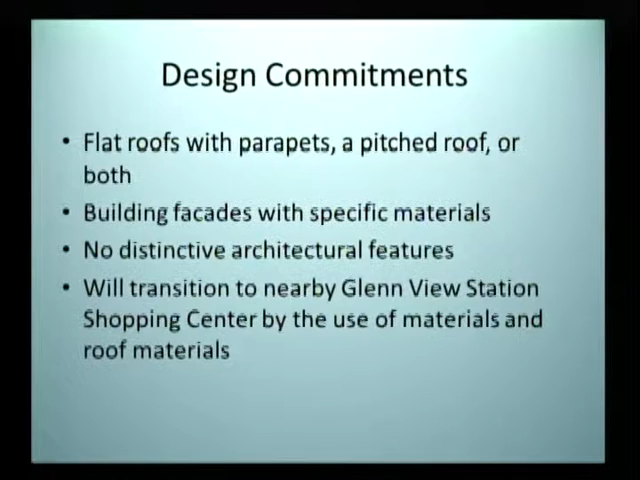 Design Commitments
• Flat roofs with parapets, a pitched roof, or
both
• Building facades with specific materials
• No distinctive architectural features
• Will transition to nearby Glenn View Station
Shopping Center by the use of materials and
roof materials